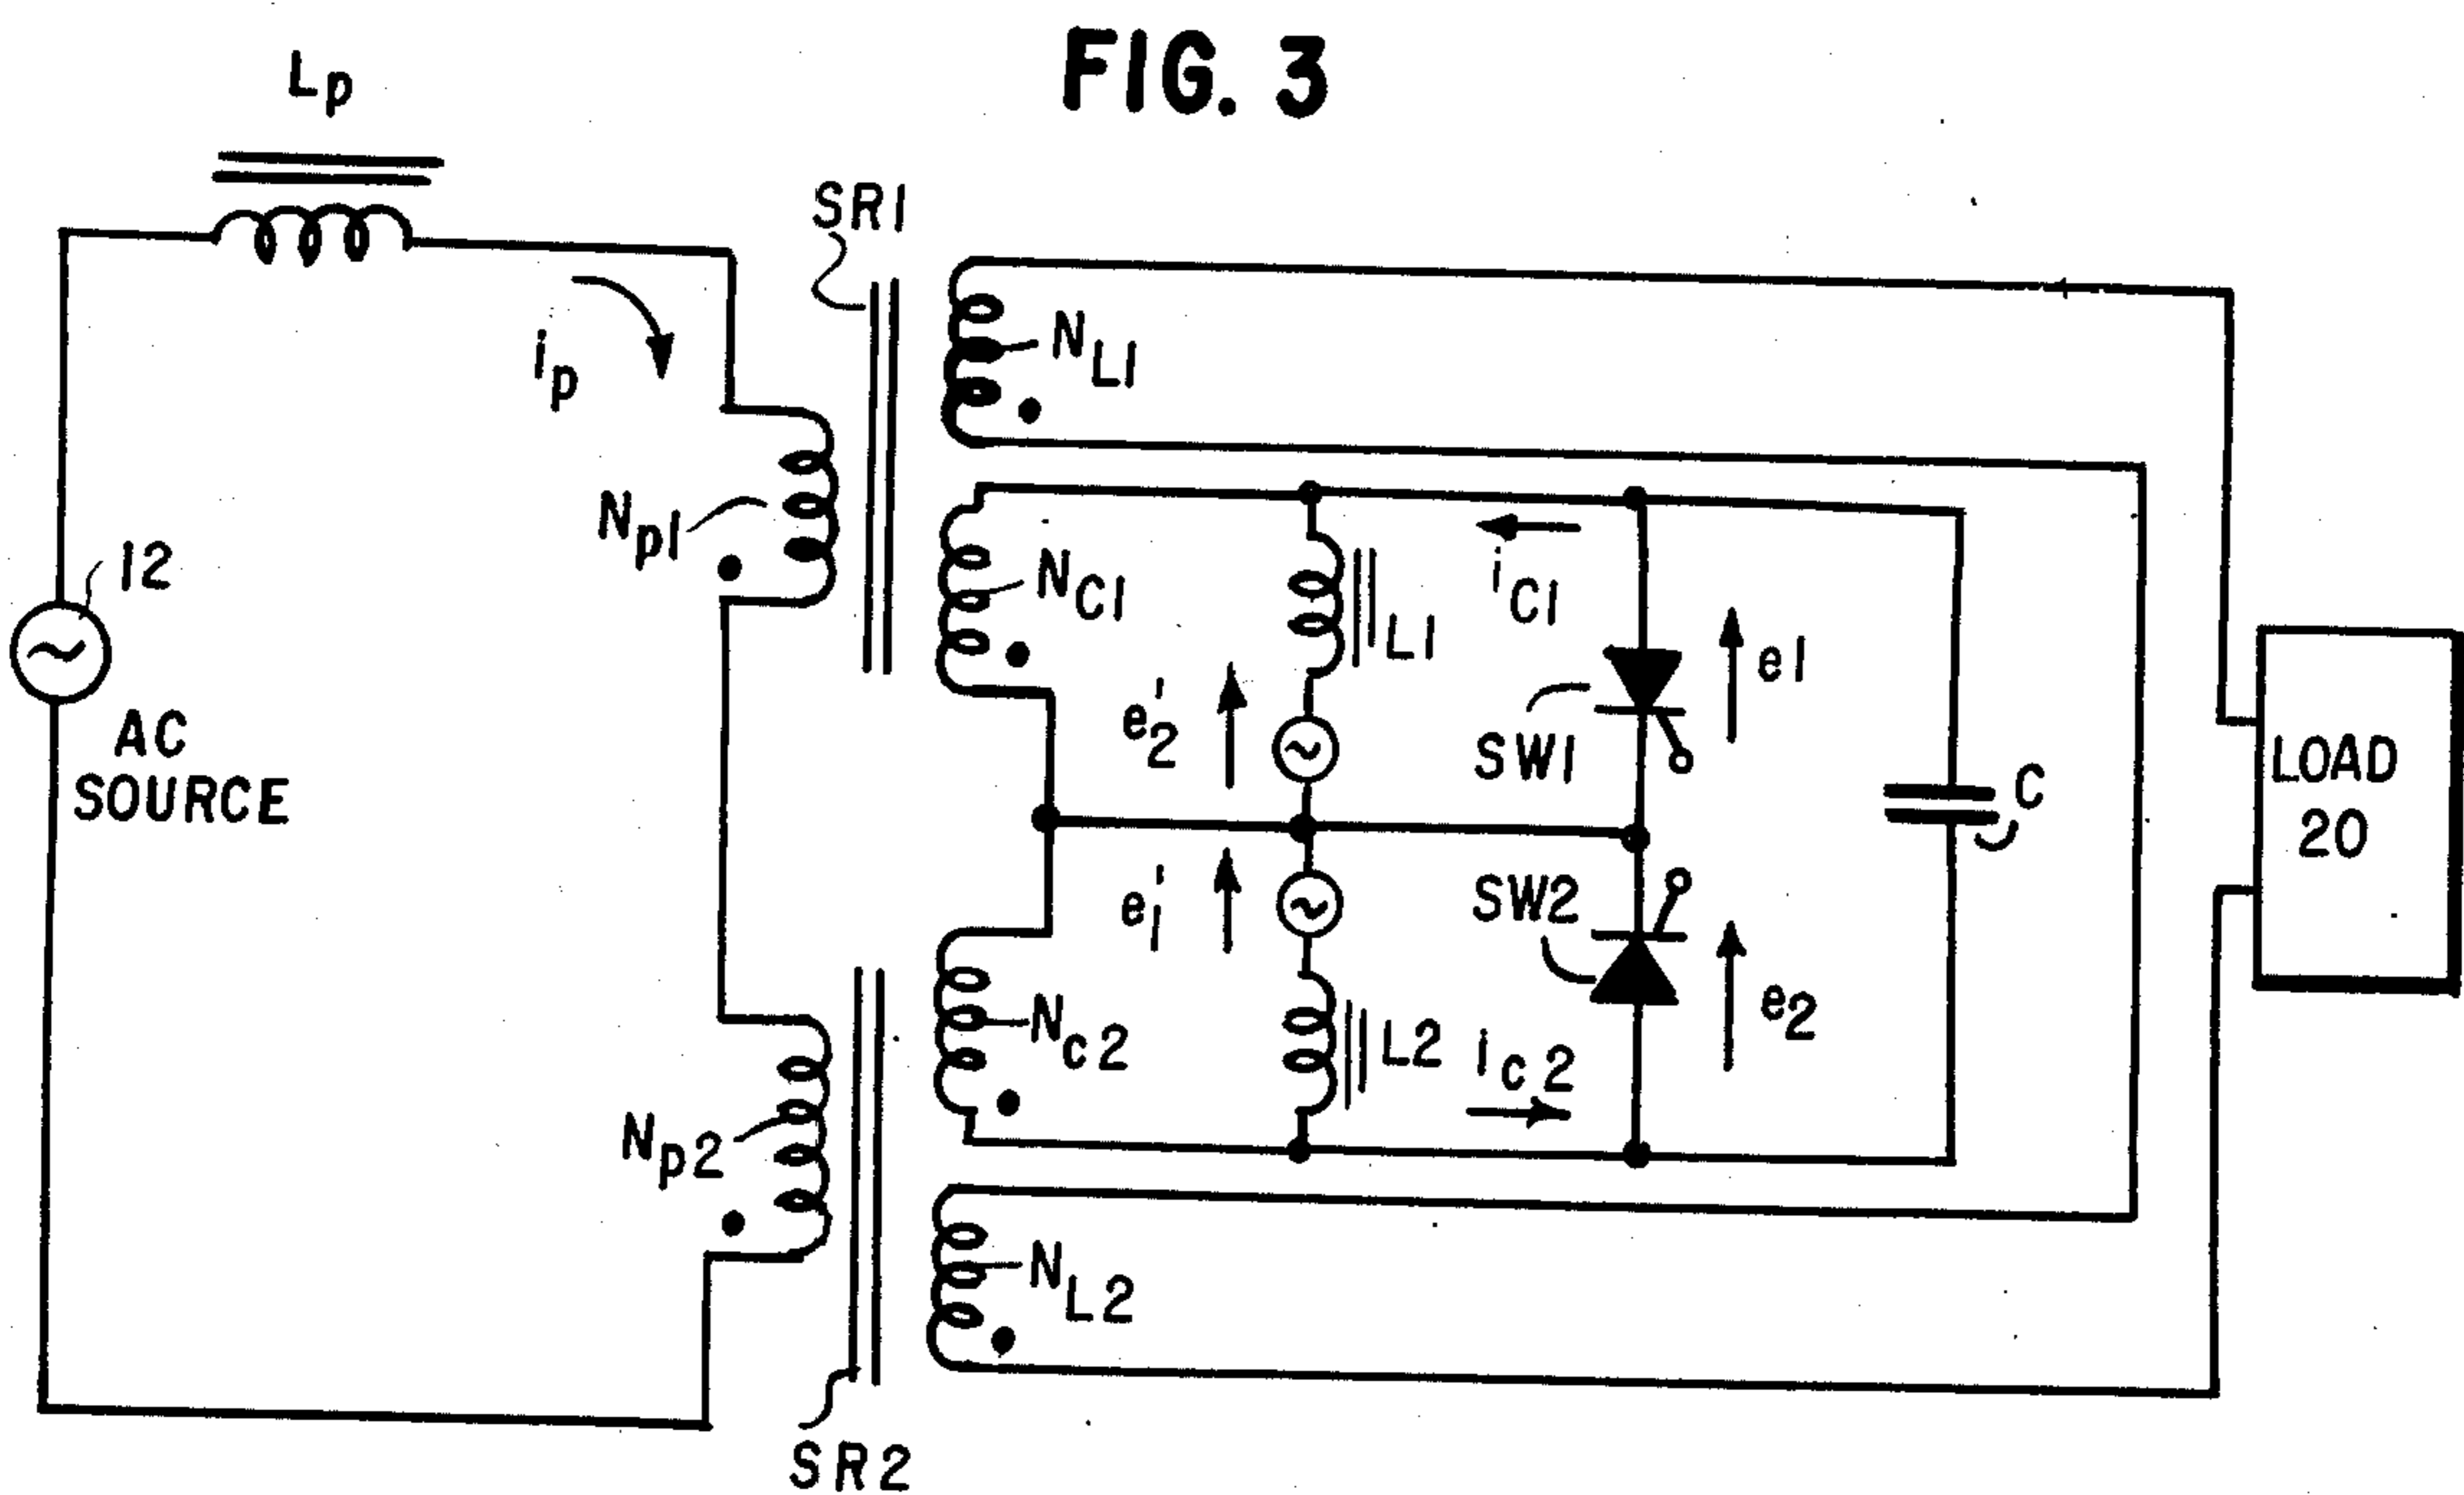 FIG. 3
Lp
SR1
ip
NL1
Np1
NC1
12
AC
SOURCE
iC1
L1
e1
e'2
SW1
C
LOAD
20
e'1
SW2
Nc2
L2
ic2
e2
Np2
NL2
SR2